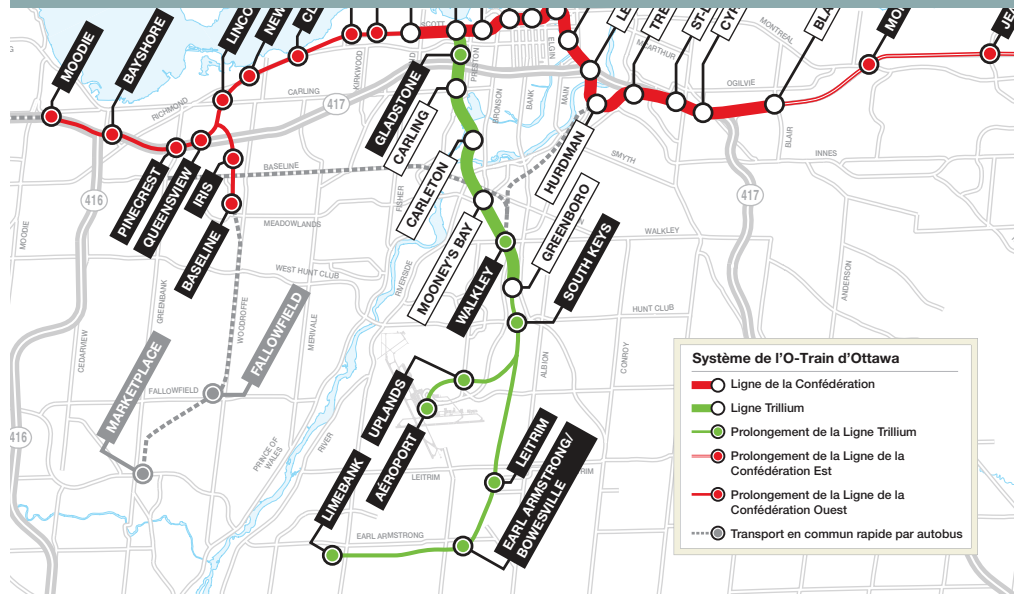 MOODIE
BAYSHORE
SCOTT
KIRKWOOD
PRESTON
ELGIN
MCARTHUR
MONTREAL
OGILVIE
CARLING
RICHMOND
417
GLADSTONE
CARLING
BRONSON
BANK
MAIN
HURDMAN
BLAIR
INNES
SMYTH
BASELINE
PINECREST
QUEENSVIEW
IRIS
BASELINE
416
417
FISHER
CARLETON
MEADOWLANDS
MOONEY'S BAY
WALKLEY
GREENBORO
SOUTH KEYS
WALKLEY
MOODIE
WEST HUNT CLUB
RIVERSIDE
HUNT CLUB
ANDERSON
CEDARVIEW
GREENBANK
WOODROFFE
MERIVALE
FALLOWFIELD
MARKETPLACE
FALLOWFIELD
ALBION
CONROY
UPLANDS
AÉROPORT
416
PRINCE OF
WALES
RIVER
LIMEBANK
LEITRIM
LEITRIM
EARL ARMSTRONG/
BOWESVILLE
EARL ARMSTRONG
Système de l'O-Train d'Ottawa
Ligne de la Confédération
Ligne Trillium
Prolongement de la Ligne Trillium
Prolongement de la Ligne de la
Confédération Est
Prolongement de la Ligne de la
Confédération Ouest
Transport en commun rapide par autobus